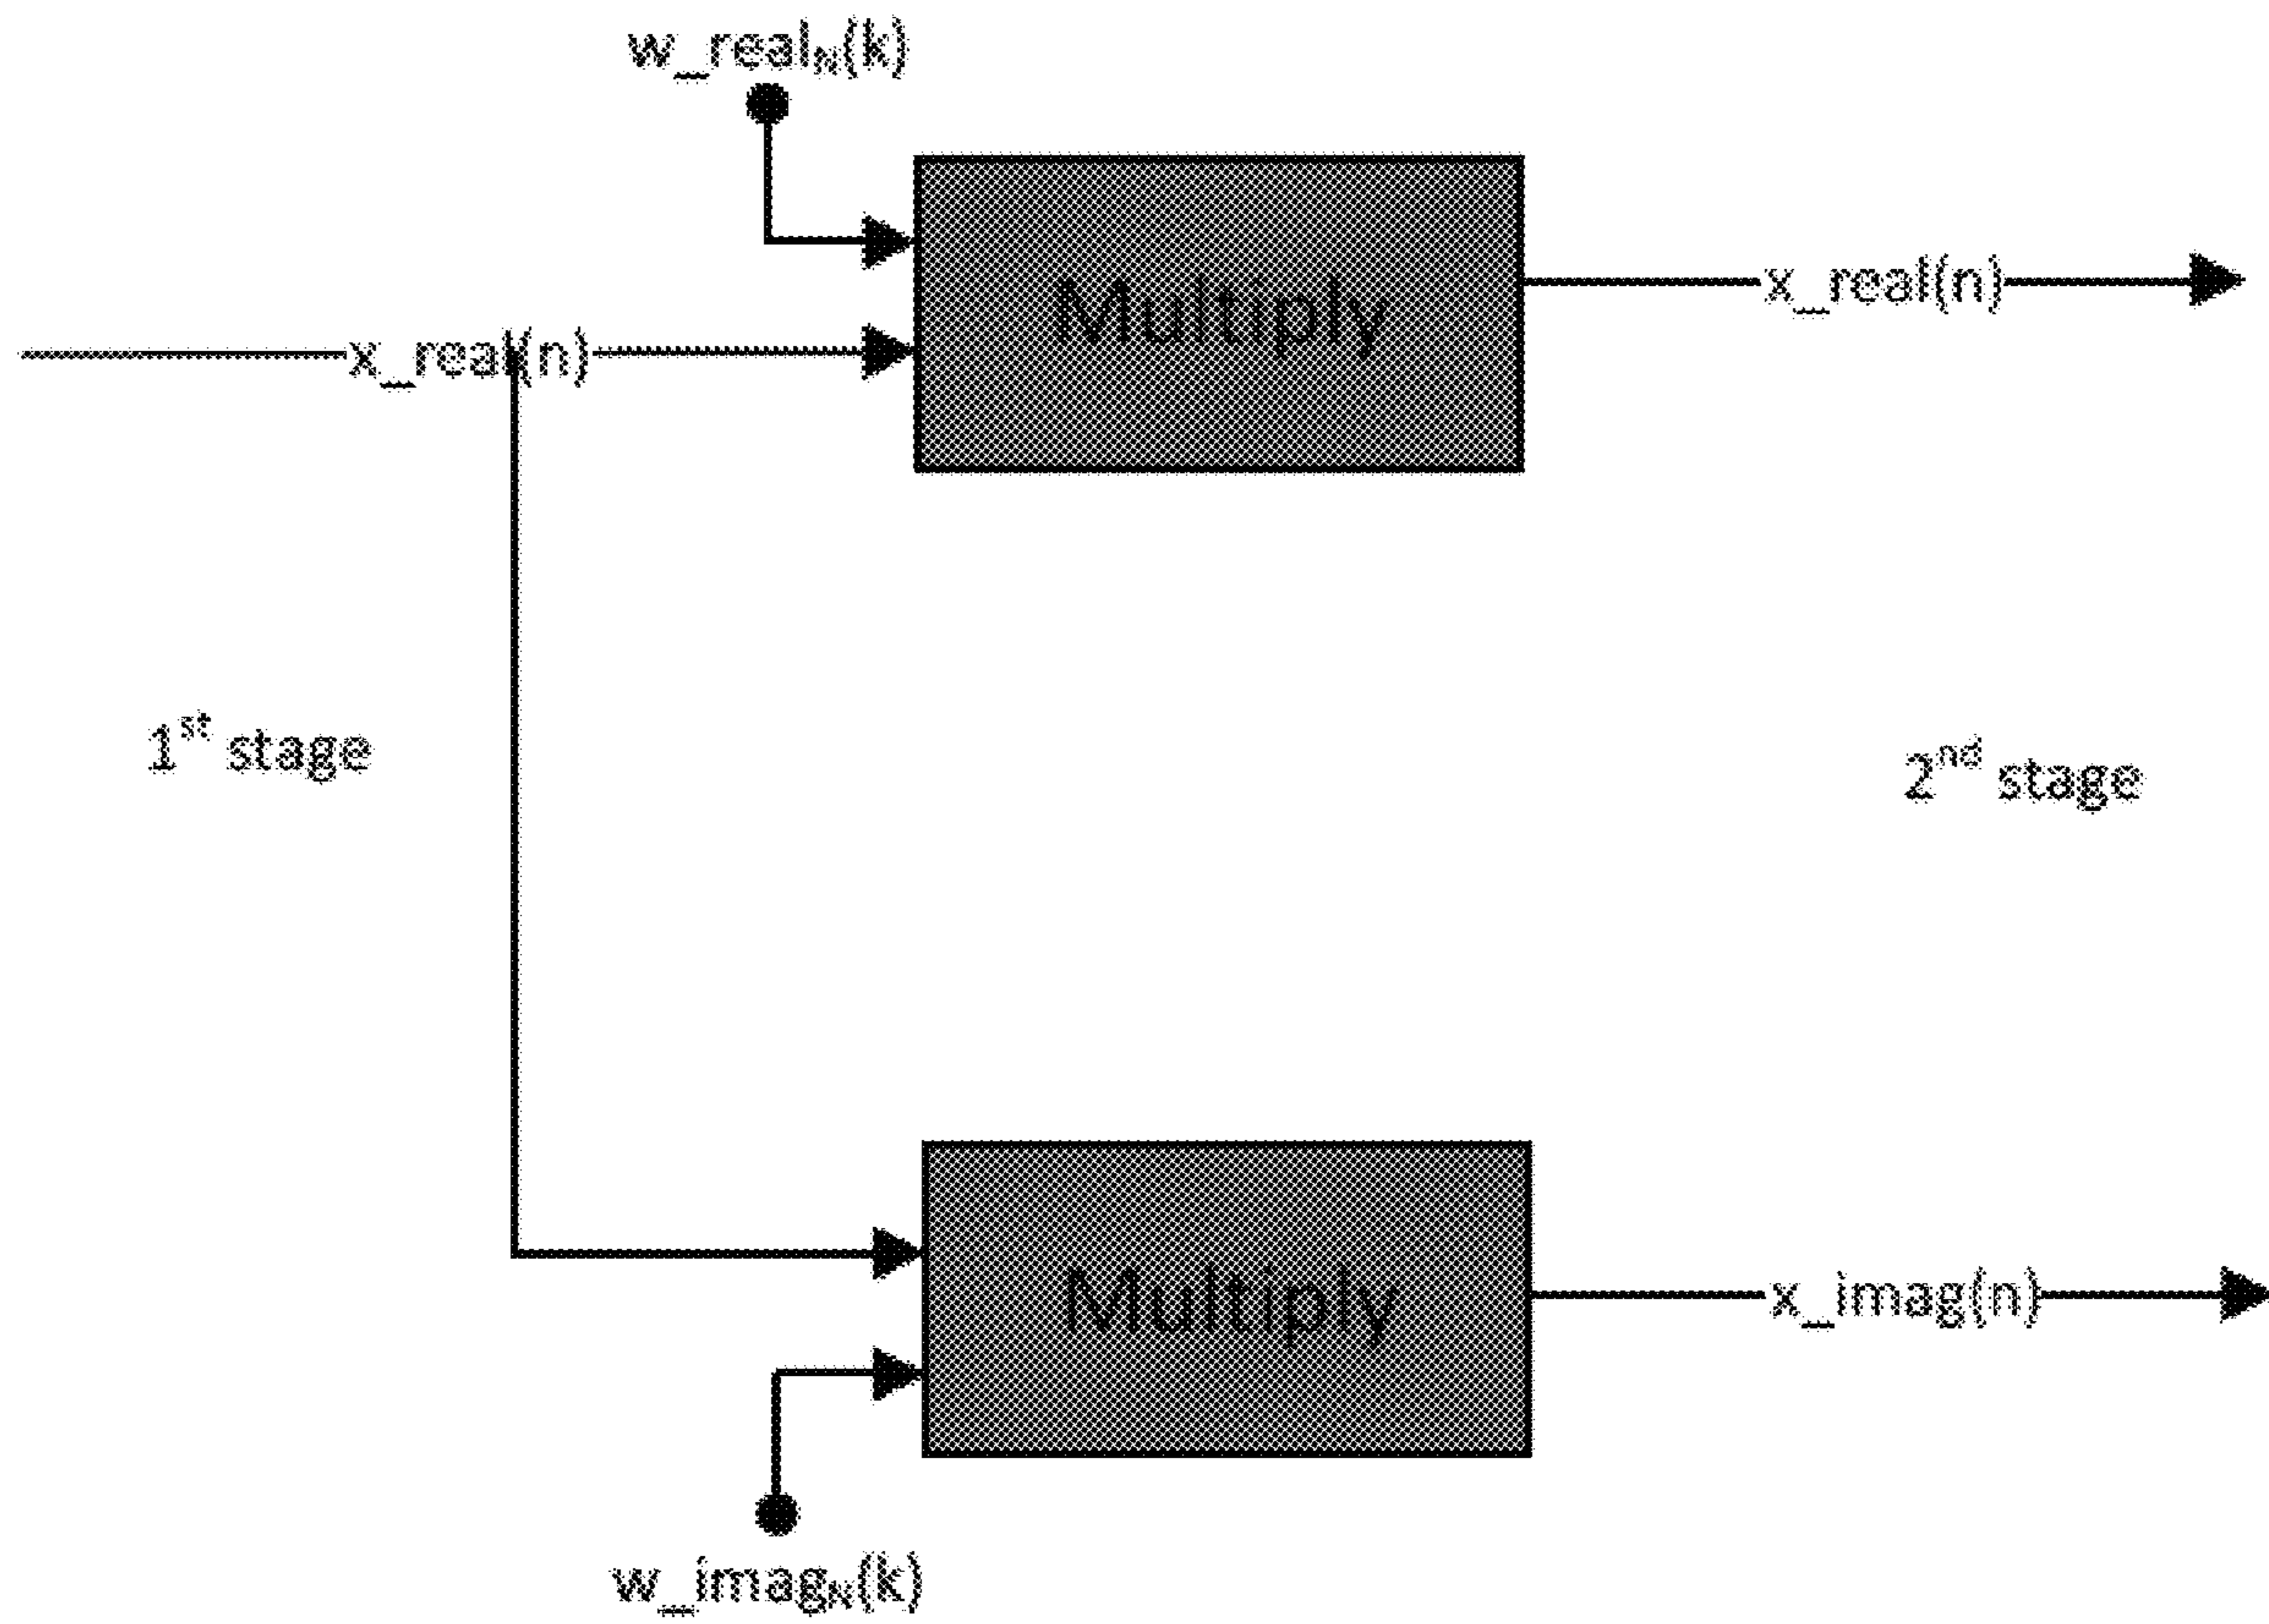 w_realN(k)
Multiply
x_real(n)
x_real(n)
1st stage
2nd stage
Multiply
x_imag(n)
w_imagN(k)